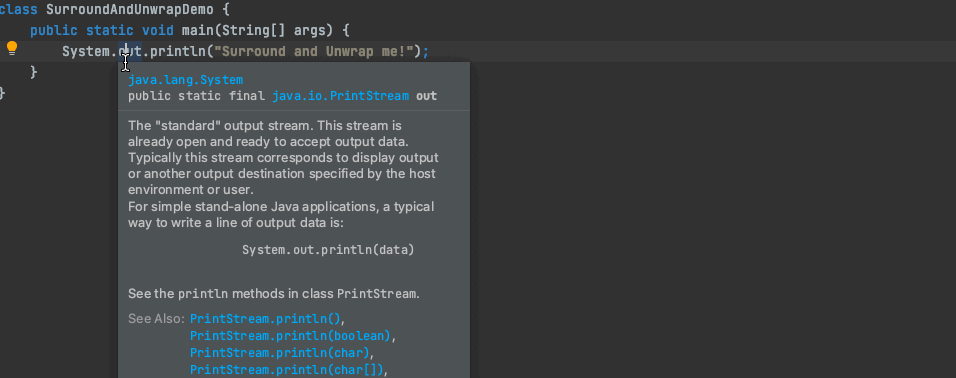 class SurroundAndUnwrapDemo {
public static void main(String[] args) {
System.out.println("Surround and Unwrap me!");
}
}
java.lang.System
public static final java.io.PrintStream out
The "standard" output stream. This stream is
already open and ready to accept output data.
Typically this stream corresponds to display output
or another output destination specified by the host
environment or user.
For simple stand-alone Java applications, a typical
way to write a line of output data is:
System.out.println(data)
See the println methods in class PrintStream.
See Also: PrintStream.println(),
PrintStream.println(boolean),
PrintStream.println(char),
PrintStream.println(char[]),